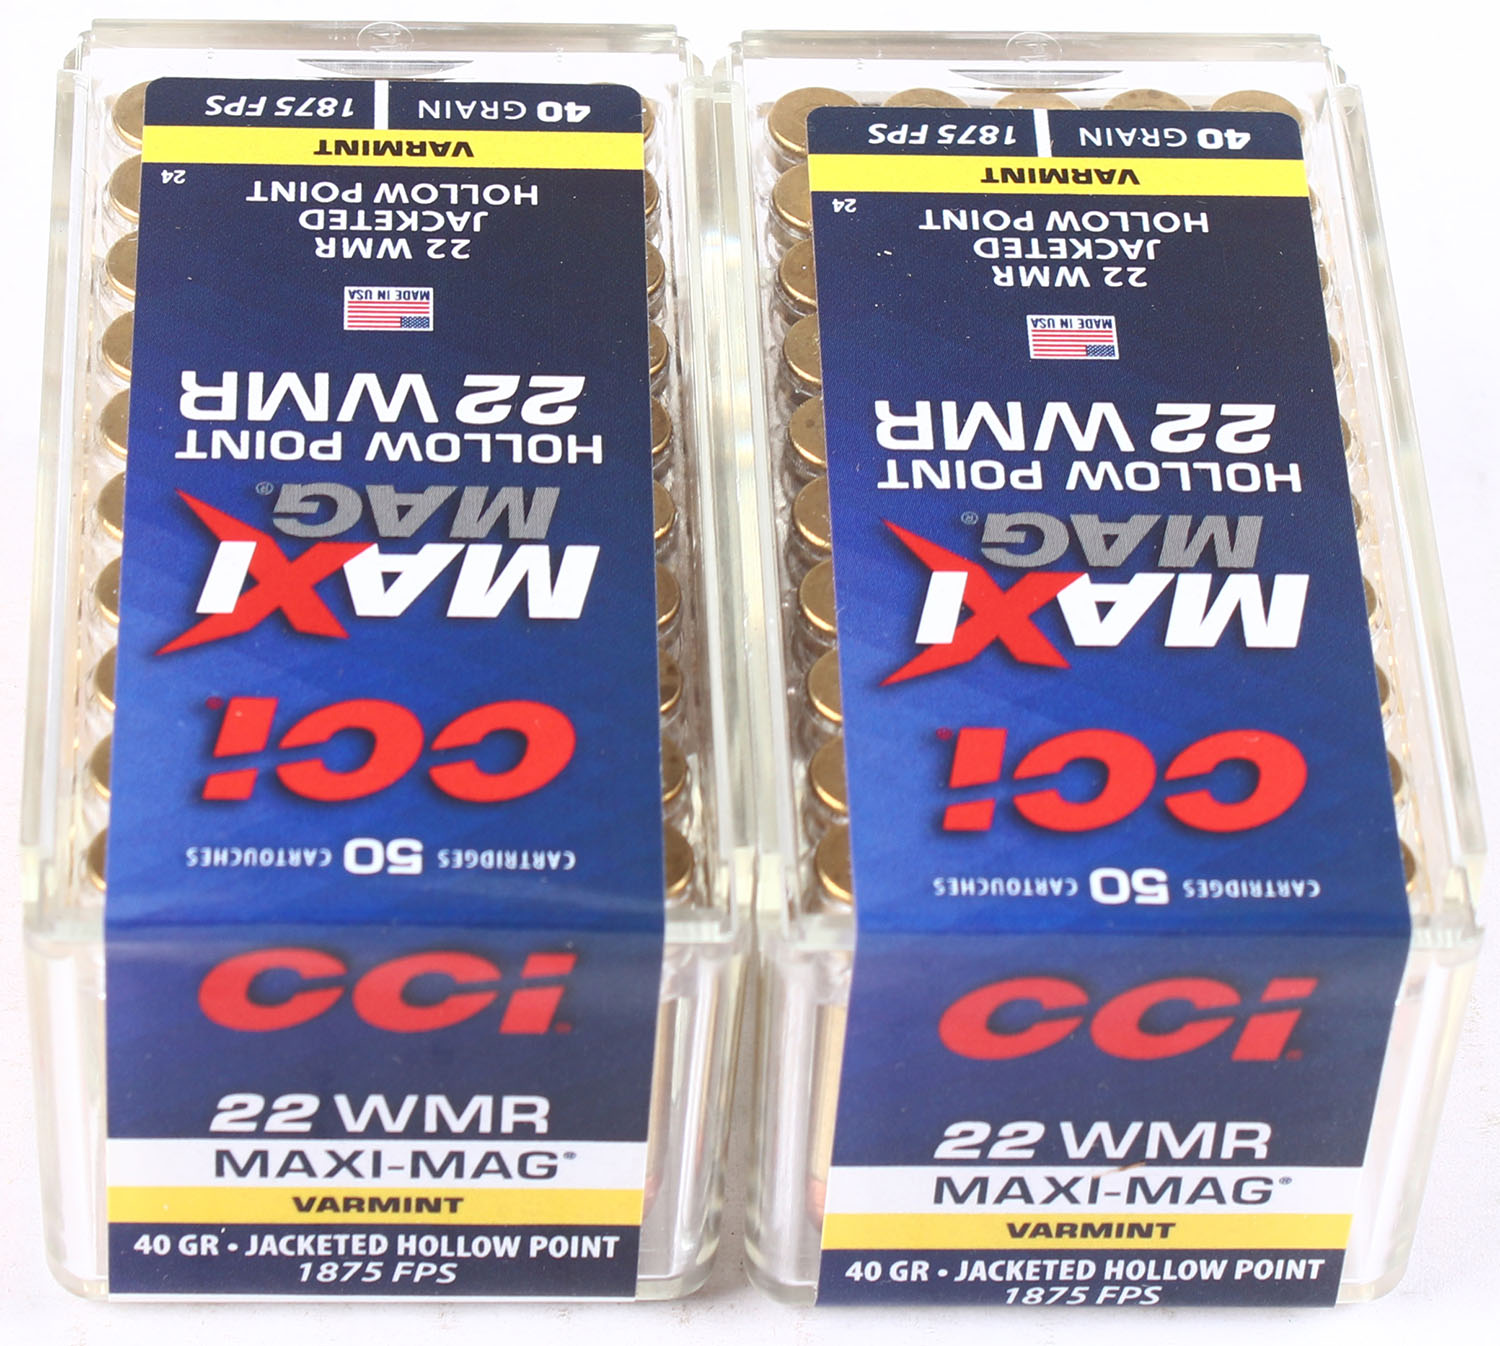 CCI
50 CARTRIDGES CARTOUCHES
CCI
MAXI
MAG®
HOLLOW POINT
22 WMR
MADE IN USA
22 WMR
JACKETED
HOLLOW POINT
24
VARMINT
40 GRAIN 1875 FPS
CCI
22 WMR
MAXI-MAG®
VARMINT
40 GR • JACKETED HOLLOW POINT
1875 FPS
CARTRIDGES 50 CARTOUCHES
CCI
MAXI
MAG®
HOLLOW POINT
22 WMR
MADE IN USA
22 WMR
JACKETED
HOLLOW POINT
24
VARMINT
40 GRAIN 1875 FPS
CCI
22 WMR
MAXI-MAG®
VARMINT
40 GR • JACKETED HOLLOW POINT
1875 FPS